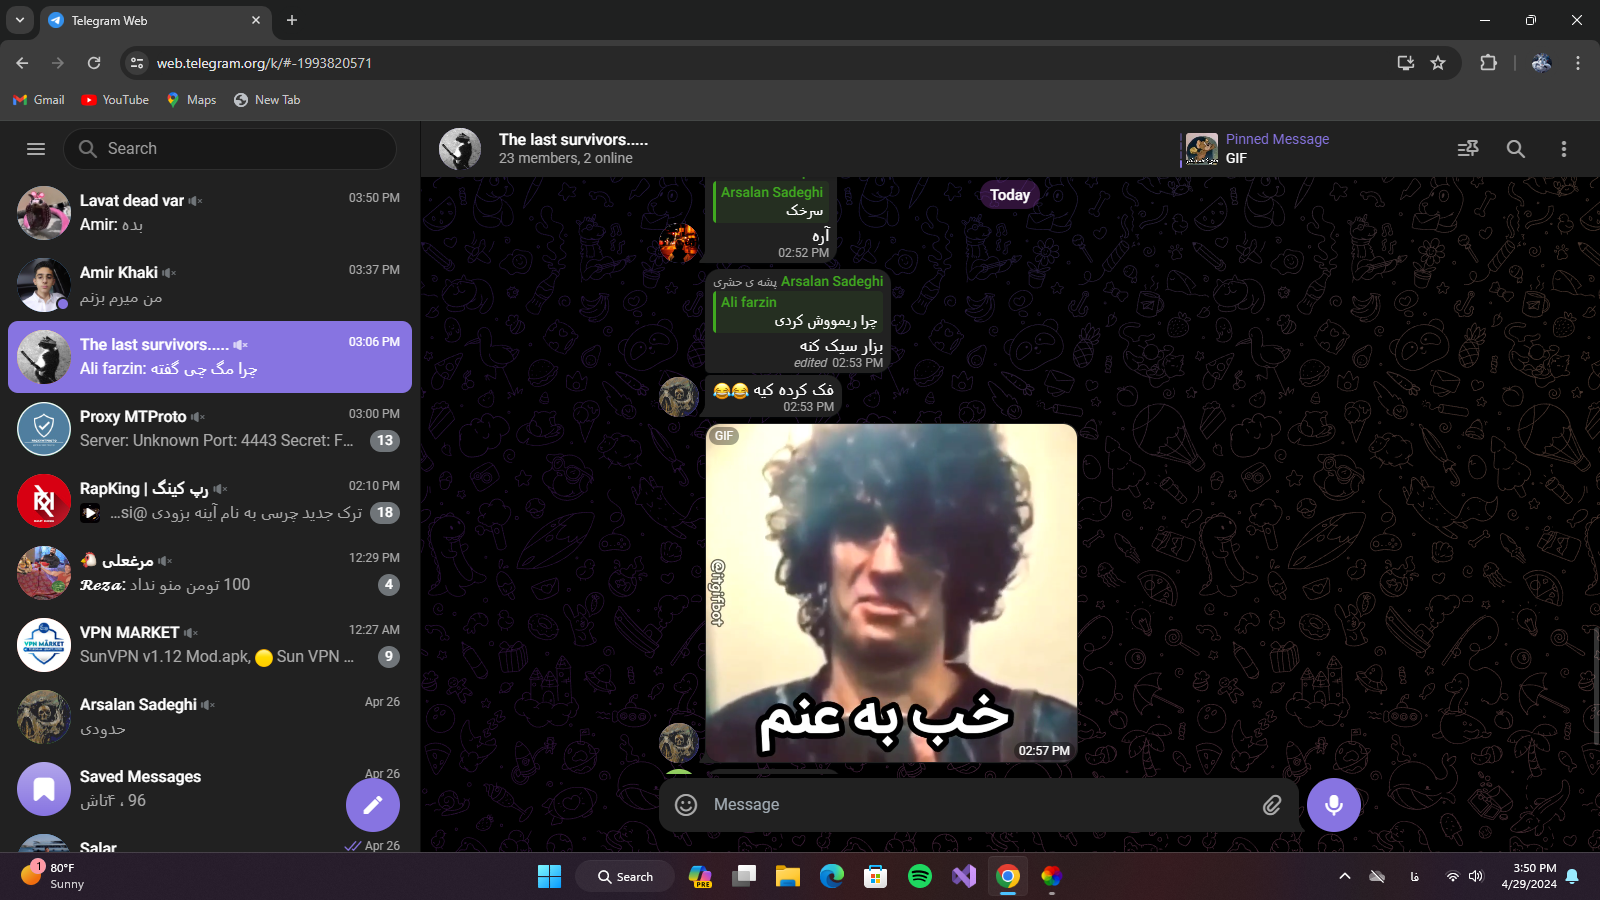 Telegram Web
web.telegram.org/k/#-1993820571
Gmail
YouTube
Maps
New Tab
Search
Lavat dead var
03:50 PM
Amir: بده
Amir Khaki
03:37 PM
من میرم بزنم
The last survivors.....
03:06 PM
Ali farzin: چرا مگ چی گفته
Proxy MTProto
03:00 PM
Server: Unknown Port: 4443 Secret: F...
13
RapKing | رپ کینگ
02:10 PM
ترک جدید چرسی به نام آینه بزودی @si...
18
مرغعلی 🐔
12:29 PM
𝓡𝓮𝔃𝓪: 100 تومن منو نداد
4
VPN MARKET
12:27 AM
SunVPN v1.12 Mod.apk, 🟡 Sun VPN ...
9
Arsalan Sadeghi
Apr 26
حدودی
Saved Messages
Apr 26
96 ، ۴تاش
Salar
Apr 26
The last survivors.....
23 members, 2 online
Pinned Message
GIF
Today
Arsalan Sadeghi
سرخک
آره
02:52 PM
پشه ی حشری Arsalan Sadeghi
Ali farzin
چرا ریمووش کردی
بزار سیک کنه
edited 02:53 PM
فک کرده کیه 😂😂
02:53 PM
GIF
@itgifbot
خب به عنم
02:57 PM
Message
1
80°F
Sunny
Search
PRE
فا
3:50 PM
4/29/2024